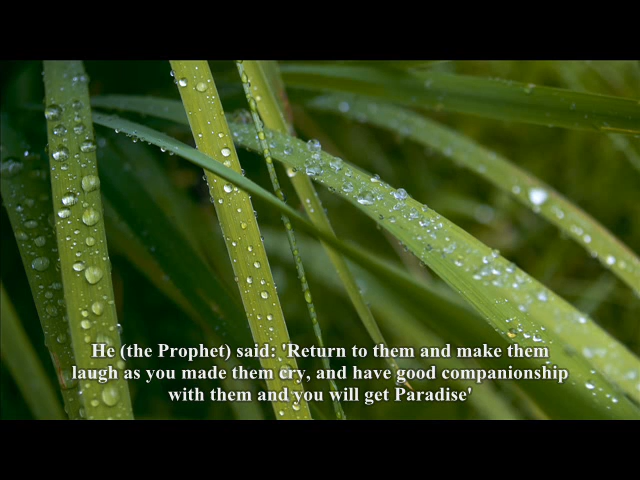 He (the Prophet) said: 'Return to them and make them
laugh as you made them cry, and have good companionship
with them and you will get Paradise'